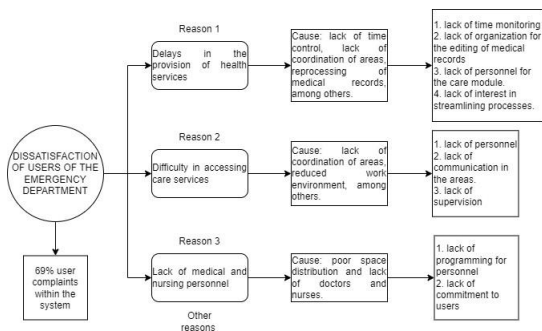 Reason 1
Delays in the
provision of health
services
Cause: lack of time
control, lack of
coordination of areas,
reprocessing of
medical records,
among others.
1. lack of time monitoring
2. lack of organization for
the editing of medical
records
3. lack of personnel for
the care module.
4. lack of interest in
streamlining processes.
DISSATISFACTION
OF USERS OF THE
EMERGENCY
DEPARTMENT
Reason 2
Difficulty in accessing
care services
Cause: lack of
coordination of areas,
reduced work
environment, among
others.
1. lack of personnel
2. lack of
communication in
the areas.
3. lack of
supervision
69% user
complaints
within the
system
Reason 3
Lack of medical and
nursing personnel
Cause: poor space
distribution and lack
of doctors and
nurses.
1. lack of
programming for
personnel
2. lack of
commitment to
users
Other
reasons